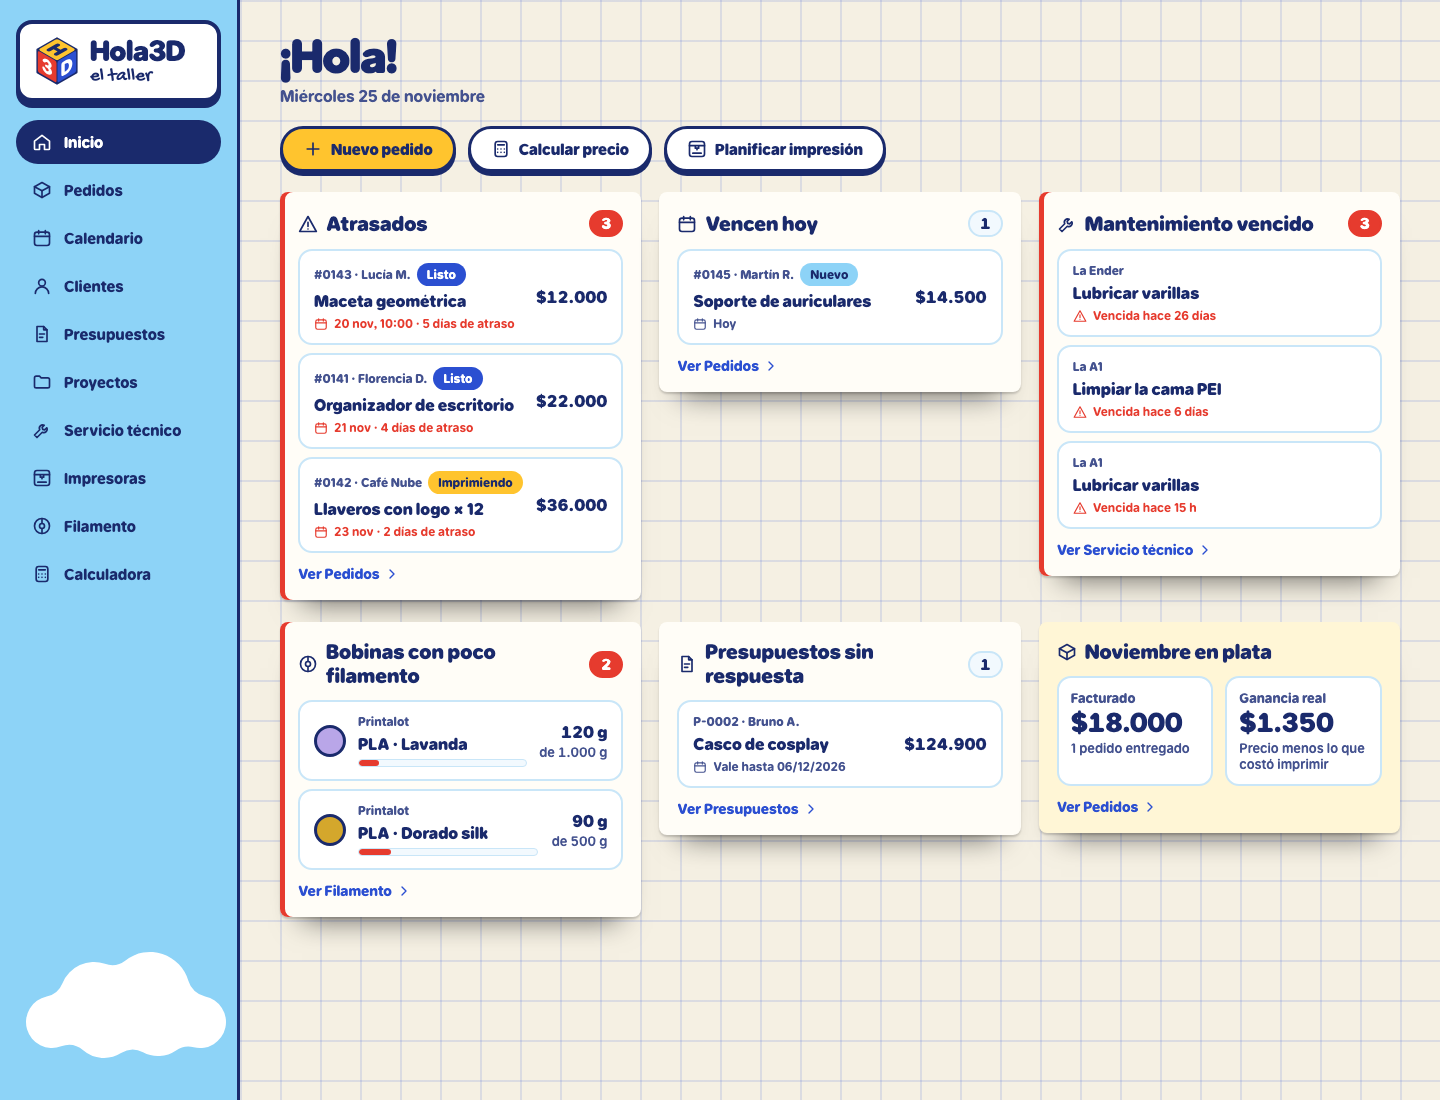 H 3 D
Hola3D
el taller
Inicio
Pedidos
Calendario
Clientes
Presupuestos
Proyectos
Servicio técnico
Impresoras
Filamento
Calculadora
¡Hola!
Miércoles 25 de noviembre
Nuevo pedido
Calcular precio
Planificar impresión
Atrasados 3
#0143 · Lucía M. Listo
Maceta geométrica $12.000
20 nov, 10:00 · 5 días de atraso
#0141 · Florencia D. Listo
Organizador de escritorio $22.000
21 nov · 4 días de atraso
#0142 · Café Nube Imprimiendo
Llaveros con logo × 12 $36.000
23 nov · 2 días de atraso
Ver Pedidos
Vencen hoy 1
#0145 · Martín R. Nuevo
Soporte de auriculares $14.500
Hoy
Ver Pedidos
Mantenimiento vencido 3
La Ender
Lubricar varillas
Vencida hace 26 días
La A1
Limpiar la cama PEI
Vencida hace 6 días
La A1
Lubricar varillas
Vencida hace 15 h
Ver Servicio técnico
Bobinas con poco
filamento 2
Printalot
PLA · Lavanda
120 g
de 1.000 g
Printalot
PLA · Dorado silk
90 g
de 500 g
Ver Filamento
Presupuestos sin
respuesta 1
P-0002 · Bruno A.
Casco de cosplay $124.900
Vale hasta 06/12/2026
Ver Presupuestos
Noviembre en plata
Facturado
$18.000
1 pedido entregado
Ganancia real
$1.350
Precio menos lo que
costó imprimir
Ver Pedidos